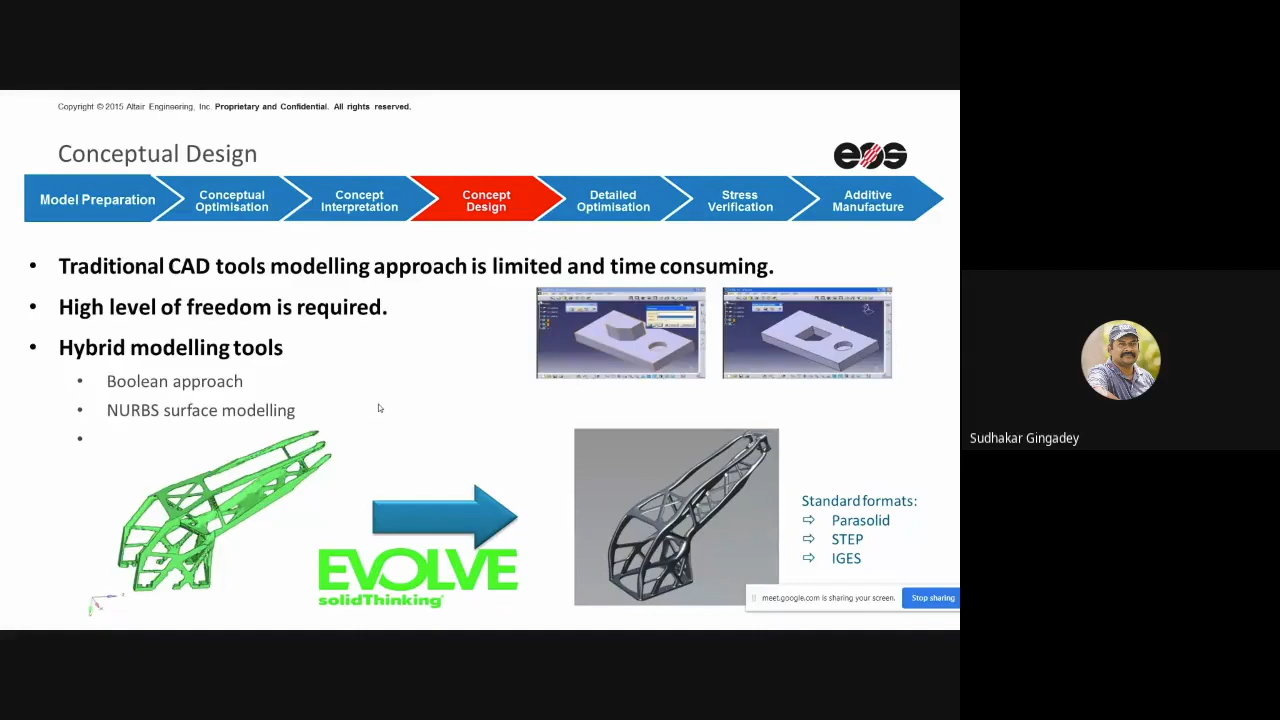 Copyright © 2015 Altair Engineering, Inc. Proprietary and Confidential. All rights reserved.
Conceptual Design
eos
Model Preparation
Conceptual
Optimisation
Concept
Interpretation
Concept
Design
Detailed
Optimisation
Stress
Verification
Additive
Manufacture
• Traditional CAD tools modelling approach is limited and time consuming.
• High level of freedom is required.
• Hybrid modelling tools
• Boolean approach
• NURBS surface modelling
•
EVOLVE
solidThinking
Standard formats:
⇨ Parasolid
⇨ STEP
⇨ IGES
meet.google.com is sharing your screen.
Stop sharing
Sudhakar Gingadey